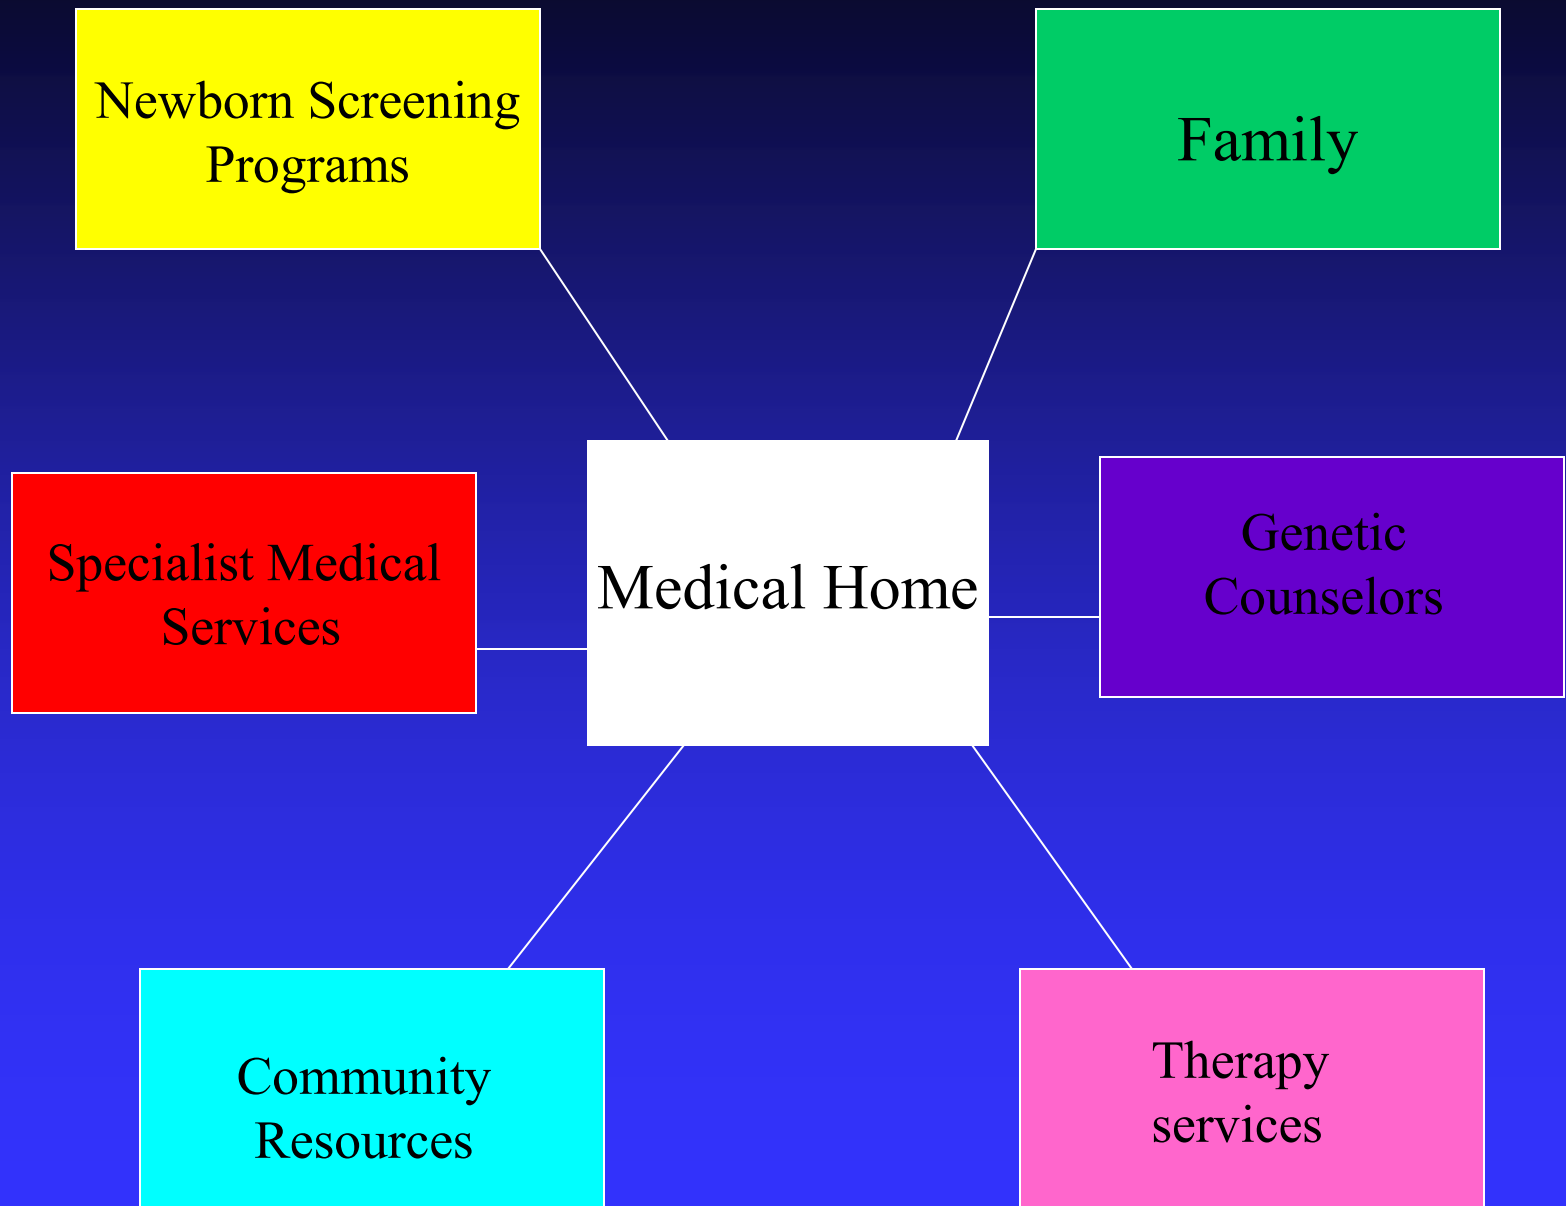 Newborn Screening
Programs
Family
Specialist Medical
Services
Medical Home
Genetic
Counselors
Community
Resources
Therapy
services